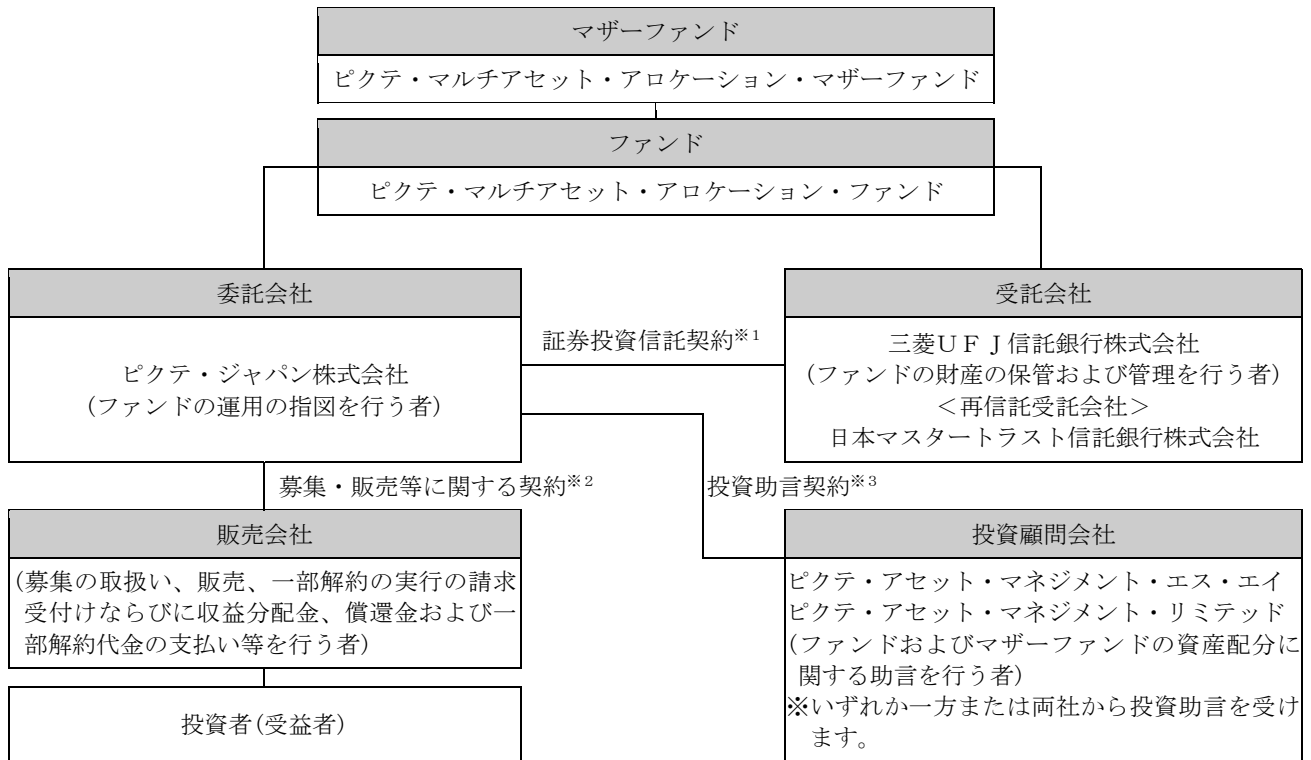 マザーファンド
ピクテ・マルチアセット・アロケーション・マザーファンド
ファンド
ピクテ・マルチアセット・アロケーション・ファンド
委託会社
ピクテ・ジャパン株式会社
(ファンドの運用の指図を行う者)
証券投資信託契約※1
受託会社
三菱UFJ信託銀行株式会社
(ファンドの財産の保管および管理を行う者)
<再信託受託会社>
日本マスタートラスト信託銀行株式会社
募集・販売等に関する契約※2
投資助言契約※3
販売会社
(募集の取扱い、販売、一部解約の実行の請求
受付けならびに収益分配金、償還金および一
部解約代金の支払い等を行う者)
投資者(受益者)
投資顧問会社
ピクテ・アセット・マネジメント・エス・エイ
ピクテ・アセット・マネジメント・リミテッド
(ファンドおよびマザーファンドの資産配分に
関する助言を行う者)
※いずれか一方または両社から投資助言を受け
ます。